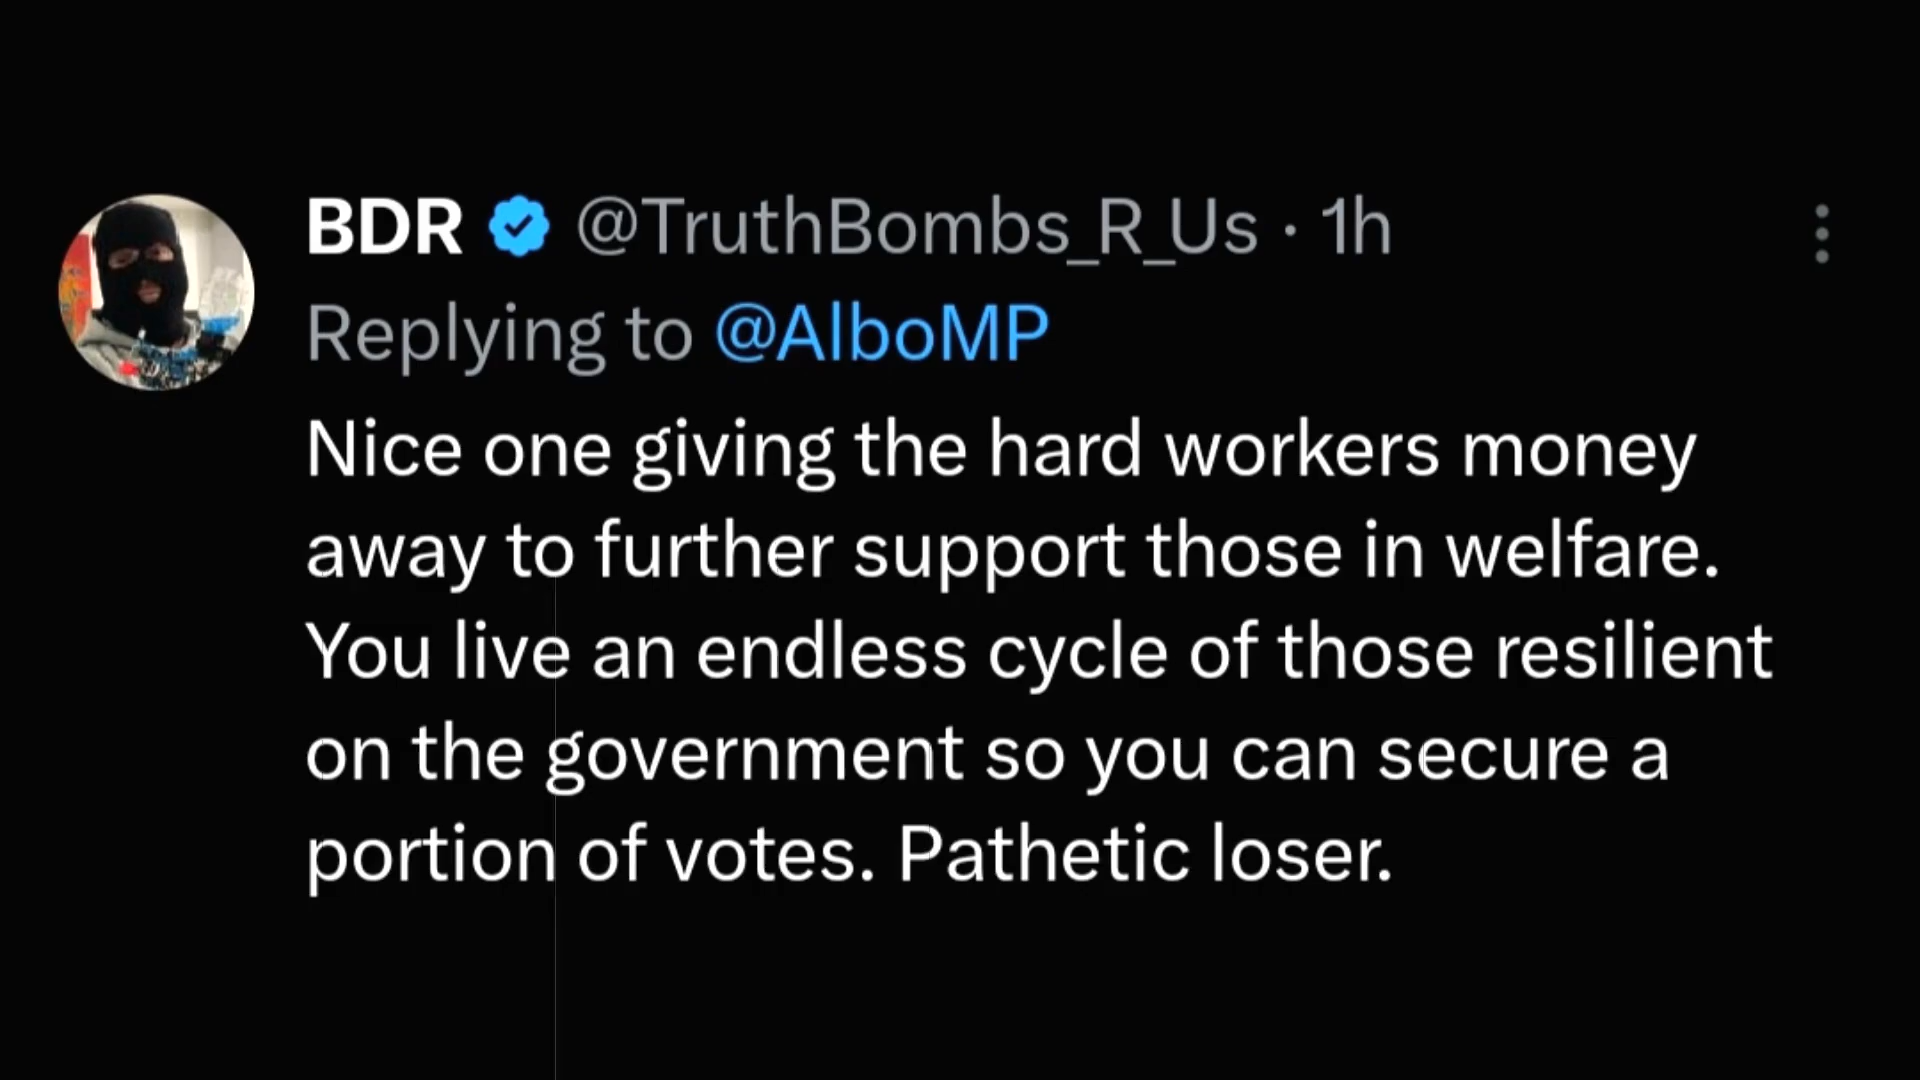 BDR @TruthBombs_R_Us · 1h
Replying to @AlboMP
Nice one giving the hard workers money
away to further support those in welfare.
You live an endless cycle of those resilient
on the government so you can secure a
portion of votes. Pathetic loser.